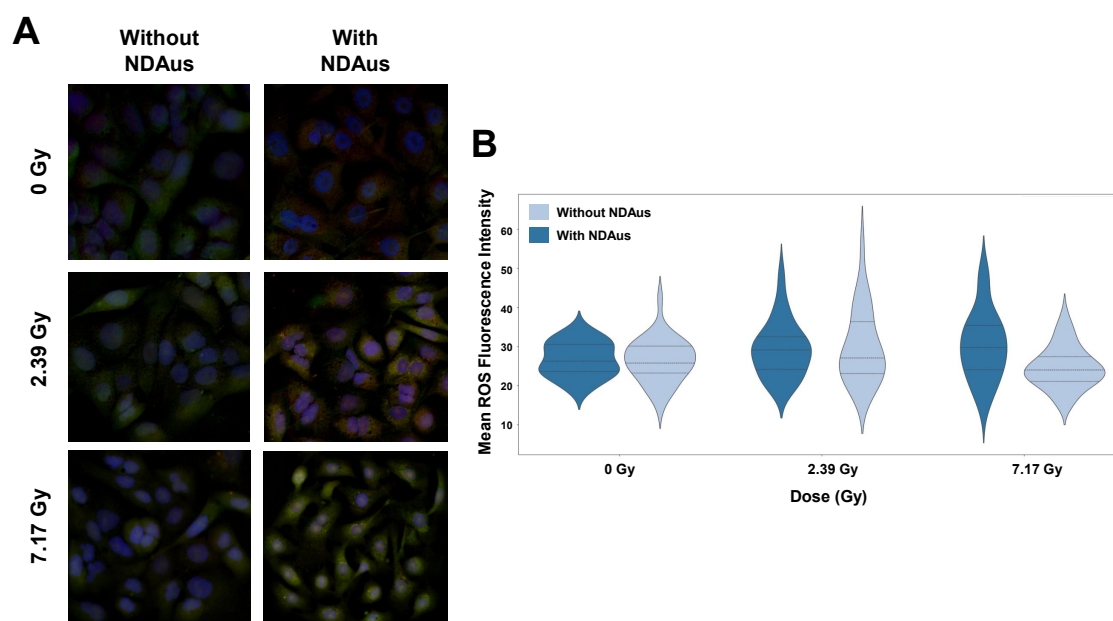 A
Without
NDAus
With
NDAus
0 Gy
2.39 Gy
7.17 Gy
B
Mean ROS Fluorescence Intensity
60
50
40
30
20
10
Without NDAus
With NDAus
0 Gy
2.39 Gy
7.17 Gy
Dose (Gy)